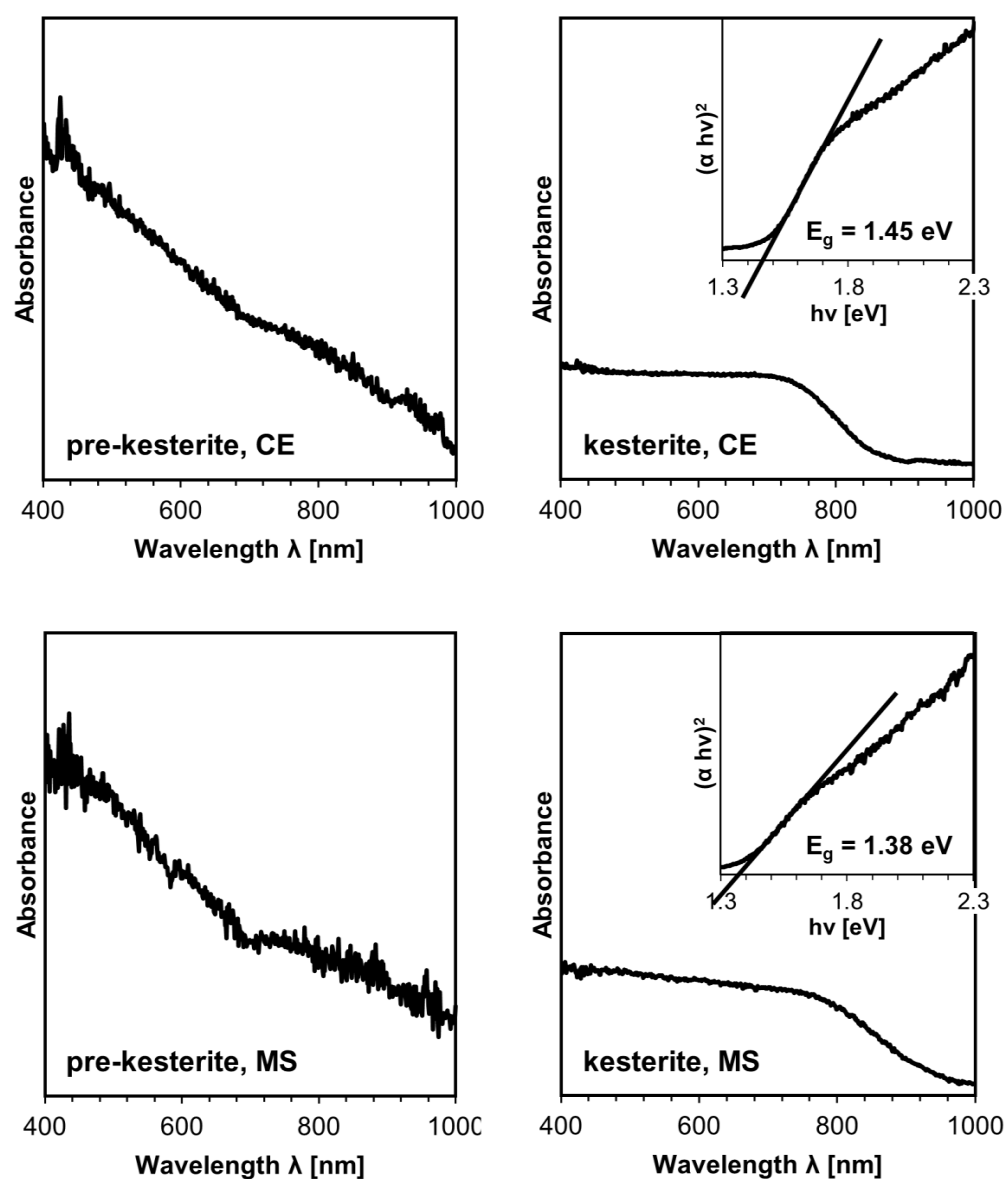 Absorbance
pre-kesterite, CE
400 600 800 1000
Wavelength λ [nm]
Absorbance
(α hν)²
E_g = 1.45 eV
1.3 1.8 2.3
hν [eV]
kesterite, CE
400 600 800 1000
Wavelength λ [nm]
Absorbance
pre-kesterite, MS
400 600 800 1000
Wavelength λ [nm]
Absorbance
(α hν)²
E_g = 1.38 eV
1.3 1.8 2.3
hν [eV]
kesterite, MS
400 600 800 1000
Wavelength λ [nm]